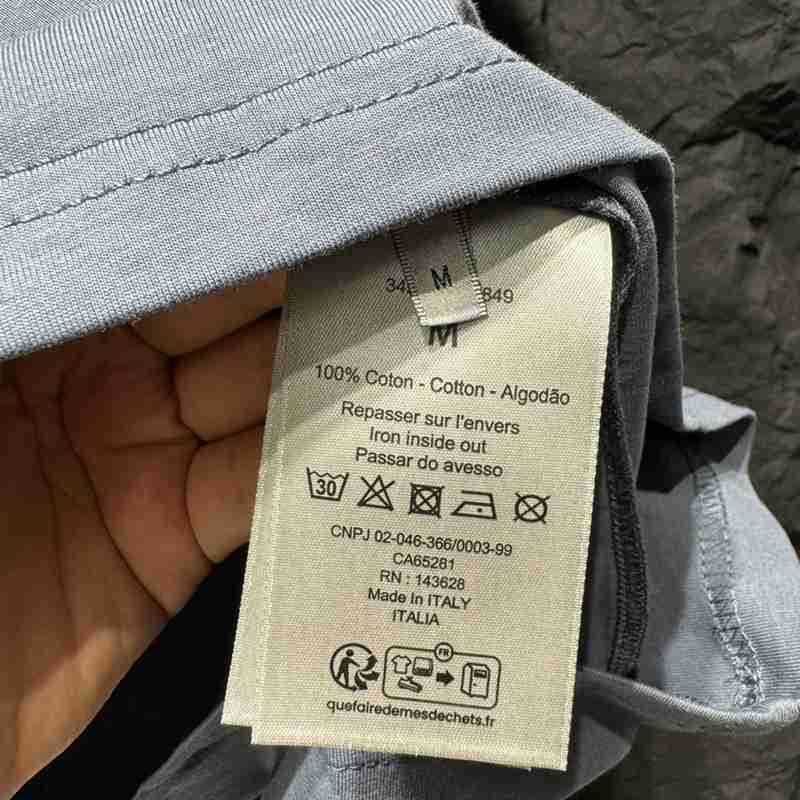 M
849
M
100% Coton - Cotton - Algodão
Repasser sur l'envers
Iron inside out
Passar do avesso
30
CNPJ 02-046-366/0003-99
CA65281
RN : 143628
Made in ITALY
ITALIA
FR
quefairedemesdechets.fr